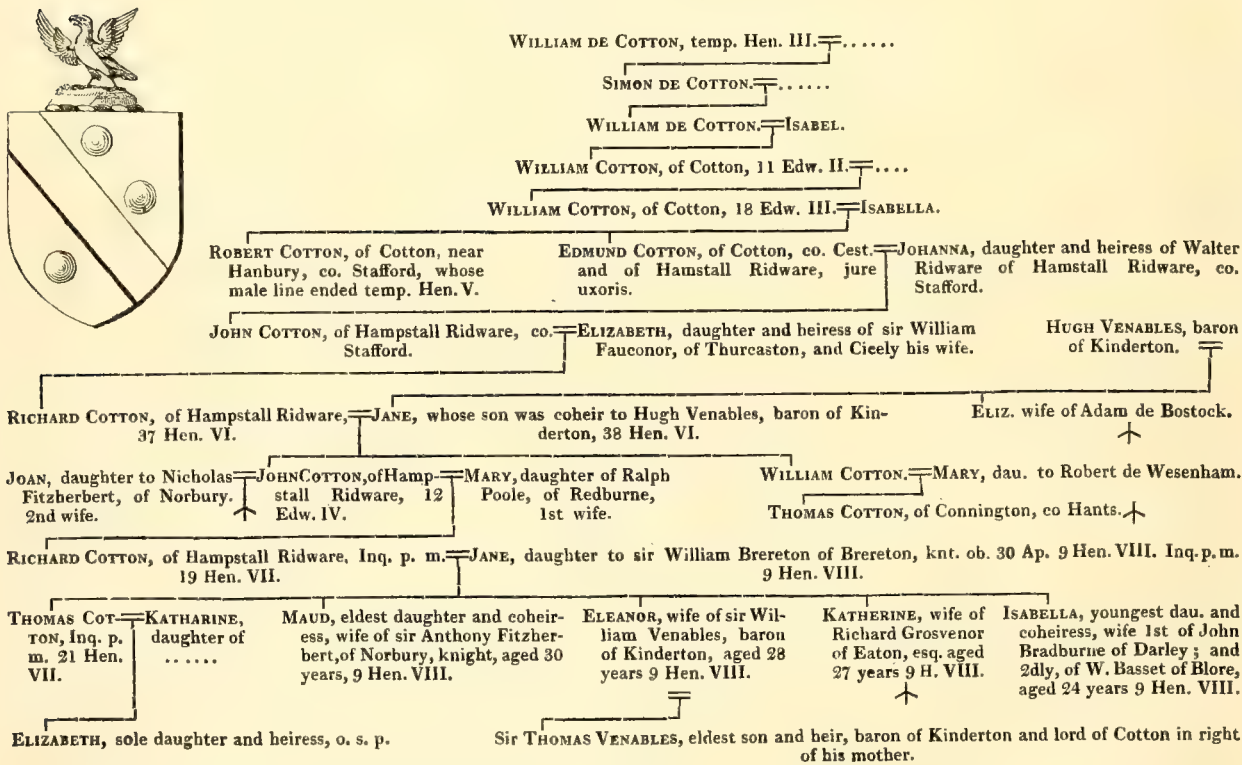 WILLIAM DE COTTON, temp. Hen. III.=......
SIMON DE COTTON.=......
WILLIAM DE COTTON.=ISABEL.
WILLIAM COTTON, of Cotton, 11 Edw. II.=....
WILLIAM COTTON, of Cotton, 18 Edw. III.=ISABELLA.
ROBERT COTTON, of Cotton, near
Hanbury, co. Stafford, whose
male line ended temp. Hen. V.
EDMUND COTTON, of Cotton, co. Cest.=
and of Hamstall Ridware, jure
uxoris.
JOHANNA, daughter and heiress of Walter
Ridware of Hamstall Ridware, co.
Stafford.
JOHN COTTON, of Hampstall Ridware, co.=
Stafford.
ELIZABETH, daughter and heiress of sir William
Fauconor, of Thurcaston, and Cicely his wife.
HUGH VENABLES, baron
of Kinderton. =
RICHARD COTTON, of Hampstall Ridware,=
37 Hen. VI.
JANE, whose son was coheir to Hugh Venables, baron of Kin-
derton, 38 Hen. VI.
ELIZ. wife of Adam de Bostock.
JOAN, daughter to Nicholas=
Fitzherbert, of Norbury.
2nd wife.
JOHN COTTON, of Hamp-=
stall Ridware, 12
Edw. IV.
MARY, daughter of Ralph
Poole, of Redburne,
1st wife.
WILLIAM COTTON.=MARY, dau. to Robert de Wesenham.
THOMAS COTTON, of Connington, co Hants.
RICHARD COTTON, of Hampstall Ridware, Inq. p. m.=
19 Hen. VII.
JANE, daughter to sir William Brereton of Brereton, knt. ob. 30 Ap. 9 Hen. VIII. Inq. p. m.
9 Hen. VIII.
THOMAS COT-=
TON, Inq. p.
m. 21 Hen.
VII.
KATHARINE,
daughter of
......
MAUD, eldest daughter and coheir-
ess, wife of sir Anthony Fitzher-
bert, of Norbury, knight, aged 30
years, 9 Hen. VIII.
ELEANOR, wife of sir Wil-
liam Venables, baron
of Kinderton, aged 28
years 9 Hen. VIII.
=
KATHERINE, wife of
Richard Grosvenor
of Eaton, esq. aged
27 years 9 H. VIII.
ISABELLA, youngest dau. and
coheiress, wife 1st of John
Bradburne of Darley; and
2dly, of W. Basset of Blore,
aged 24 years 9 Hen. VIII.
ELIZABETH, sole daughter and heiress, o. s. p.
Sir THOMAS VENABLES, eldest son and heir, baron of Kinderton and lord of Cotton in right
of his mother.